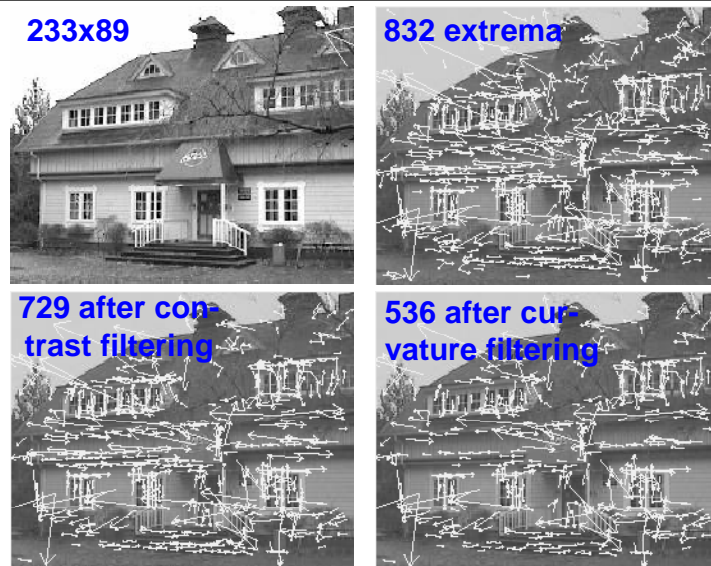 233x89
832 extrema
729 after con-
trast filtering
536 after cur-
vature filtering